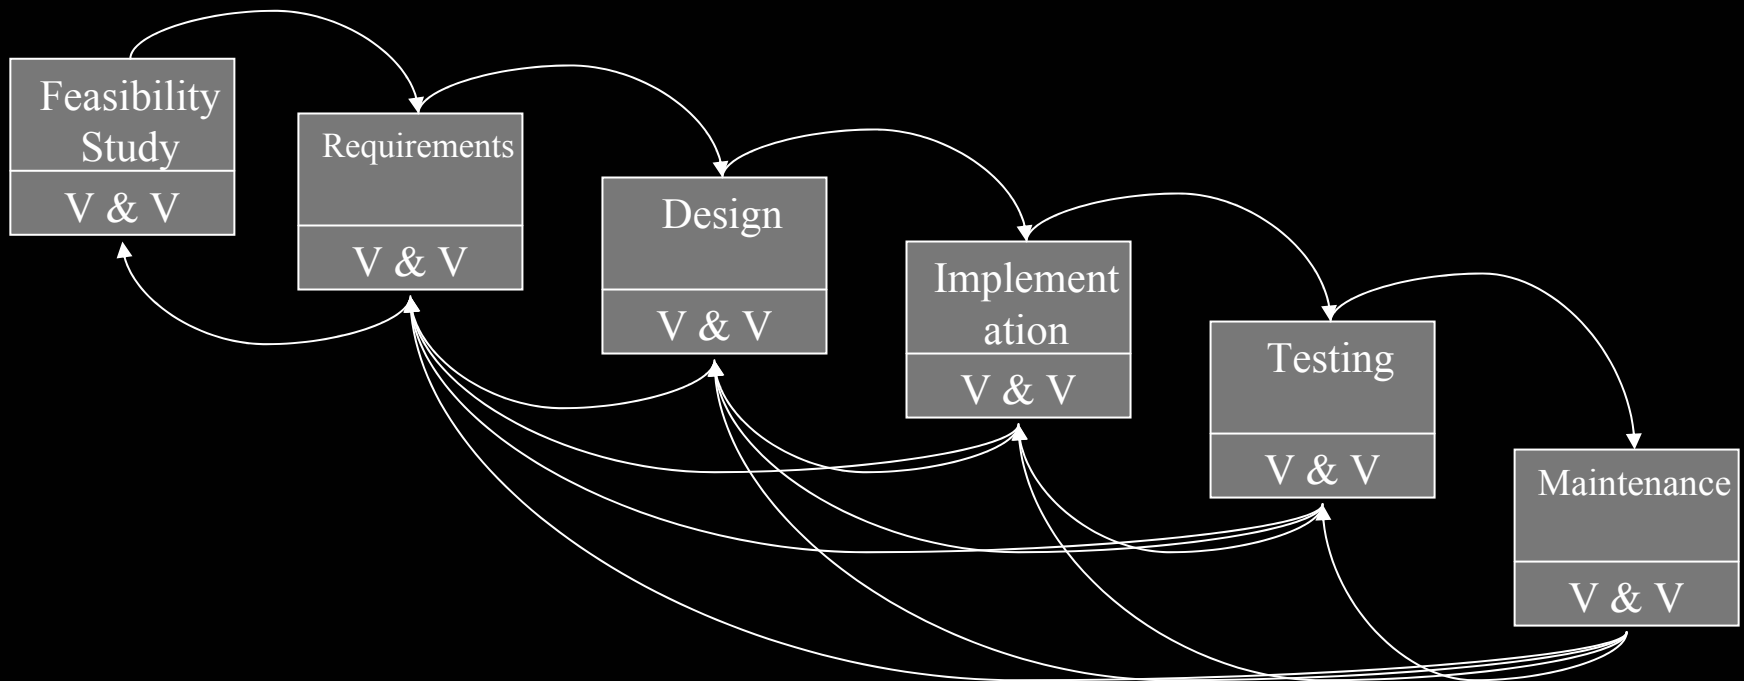 Feasibility
Study
V & V
Requirements
V & V
Design
V & V
Implement
ation
V & V
Testing
V & V
Maintenance
V & V